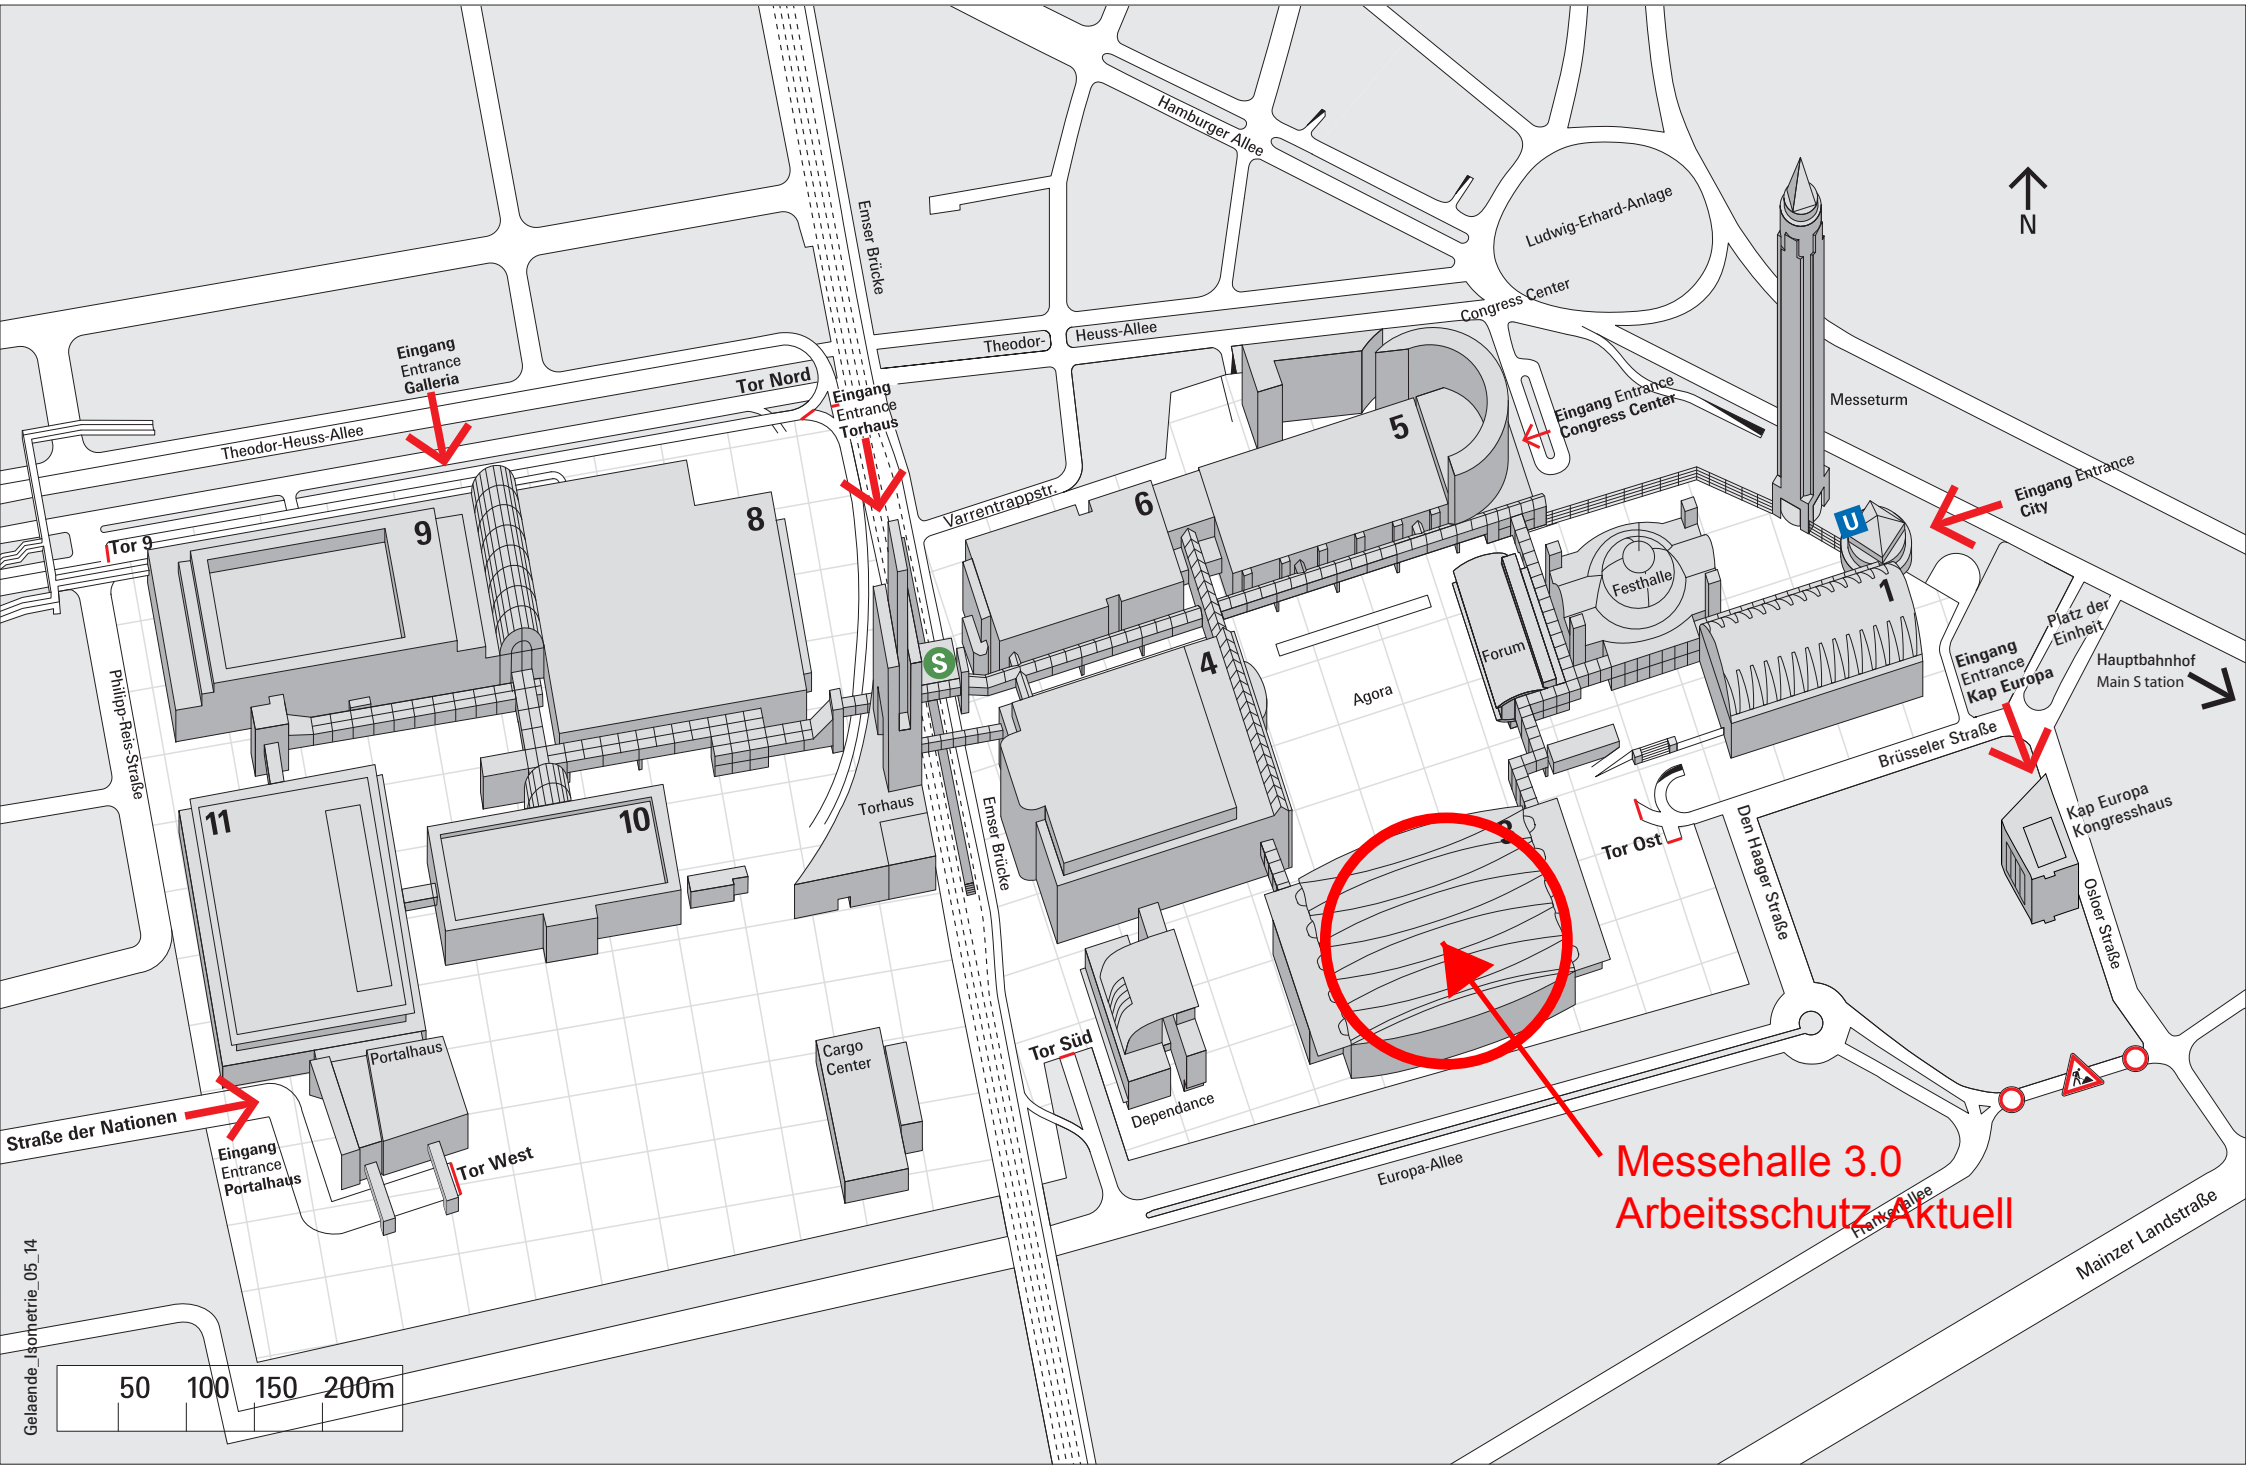 Hamburger Allee
Ludwig-Erhard-Anlage
N
Emser Brücke
Congress Center
Theodor-
Heuss-Allee
Eingang
Entrance
Galleria
Tor Nord
Eingang
Entrance
Torhaus
Theodor-Heuss-Allee
Eingang Entrance
Congress Center
Messeturm
Eingang Entrance
City
U
Varrentrappstr.
5
6
8
9
Tor 9
Festhalle
1
Forum
Platz der
Einheit
Eingang
Entrance
Kap Europa
Hauptbahnhof
Main S tation
S
4
Agora
Philipp-Reis-Straße
Brüsseler Straße
Torhaus
Emser Brücke
11
10
3
Tor Ost
Den Haager Straße
Kap Europa
Kongresshaus
Osloer Straße
Portalhaus
Cargo
Center
Tor Süd
Dependance
Straße der Nationen
Eingang
Entrance
Portalhaus
Tor West
Europa-Allee
Messehalle 3.0
Arbeitsschutz-Aktuell
Frankenallee
Mainzer Landstraße
Gelaende_Isometrie_05_14
50 100 150 200m